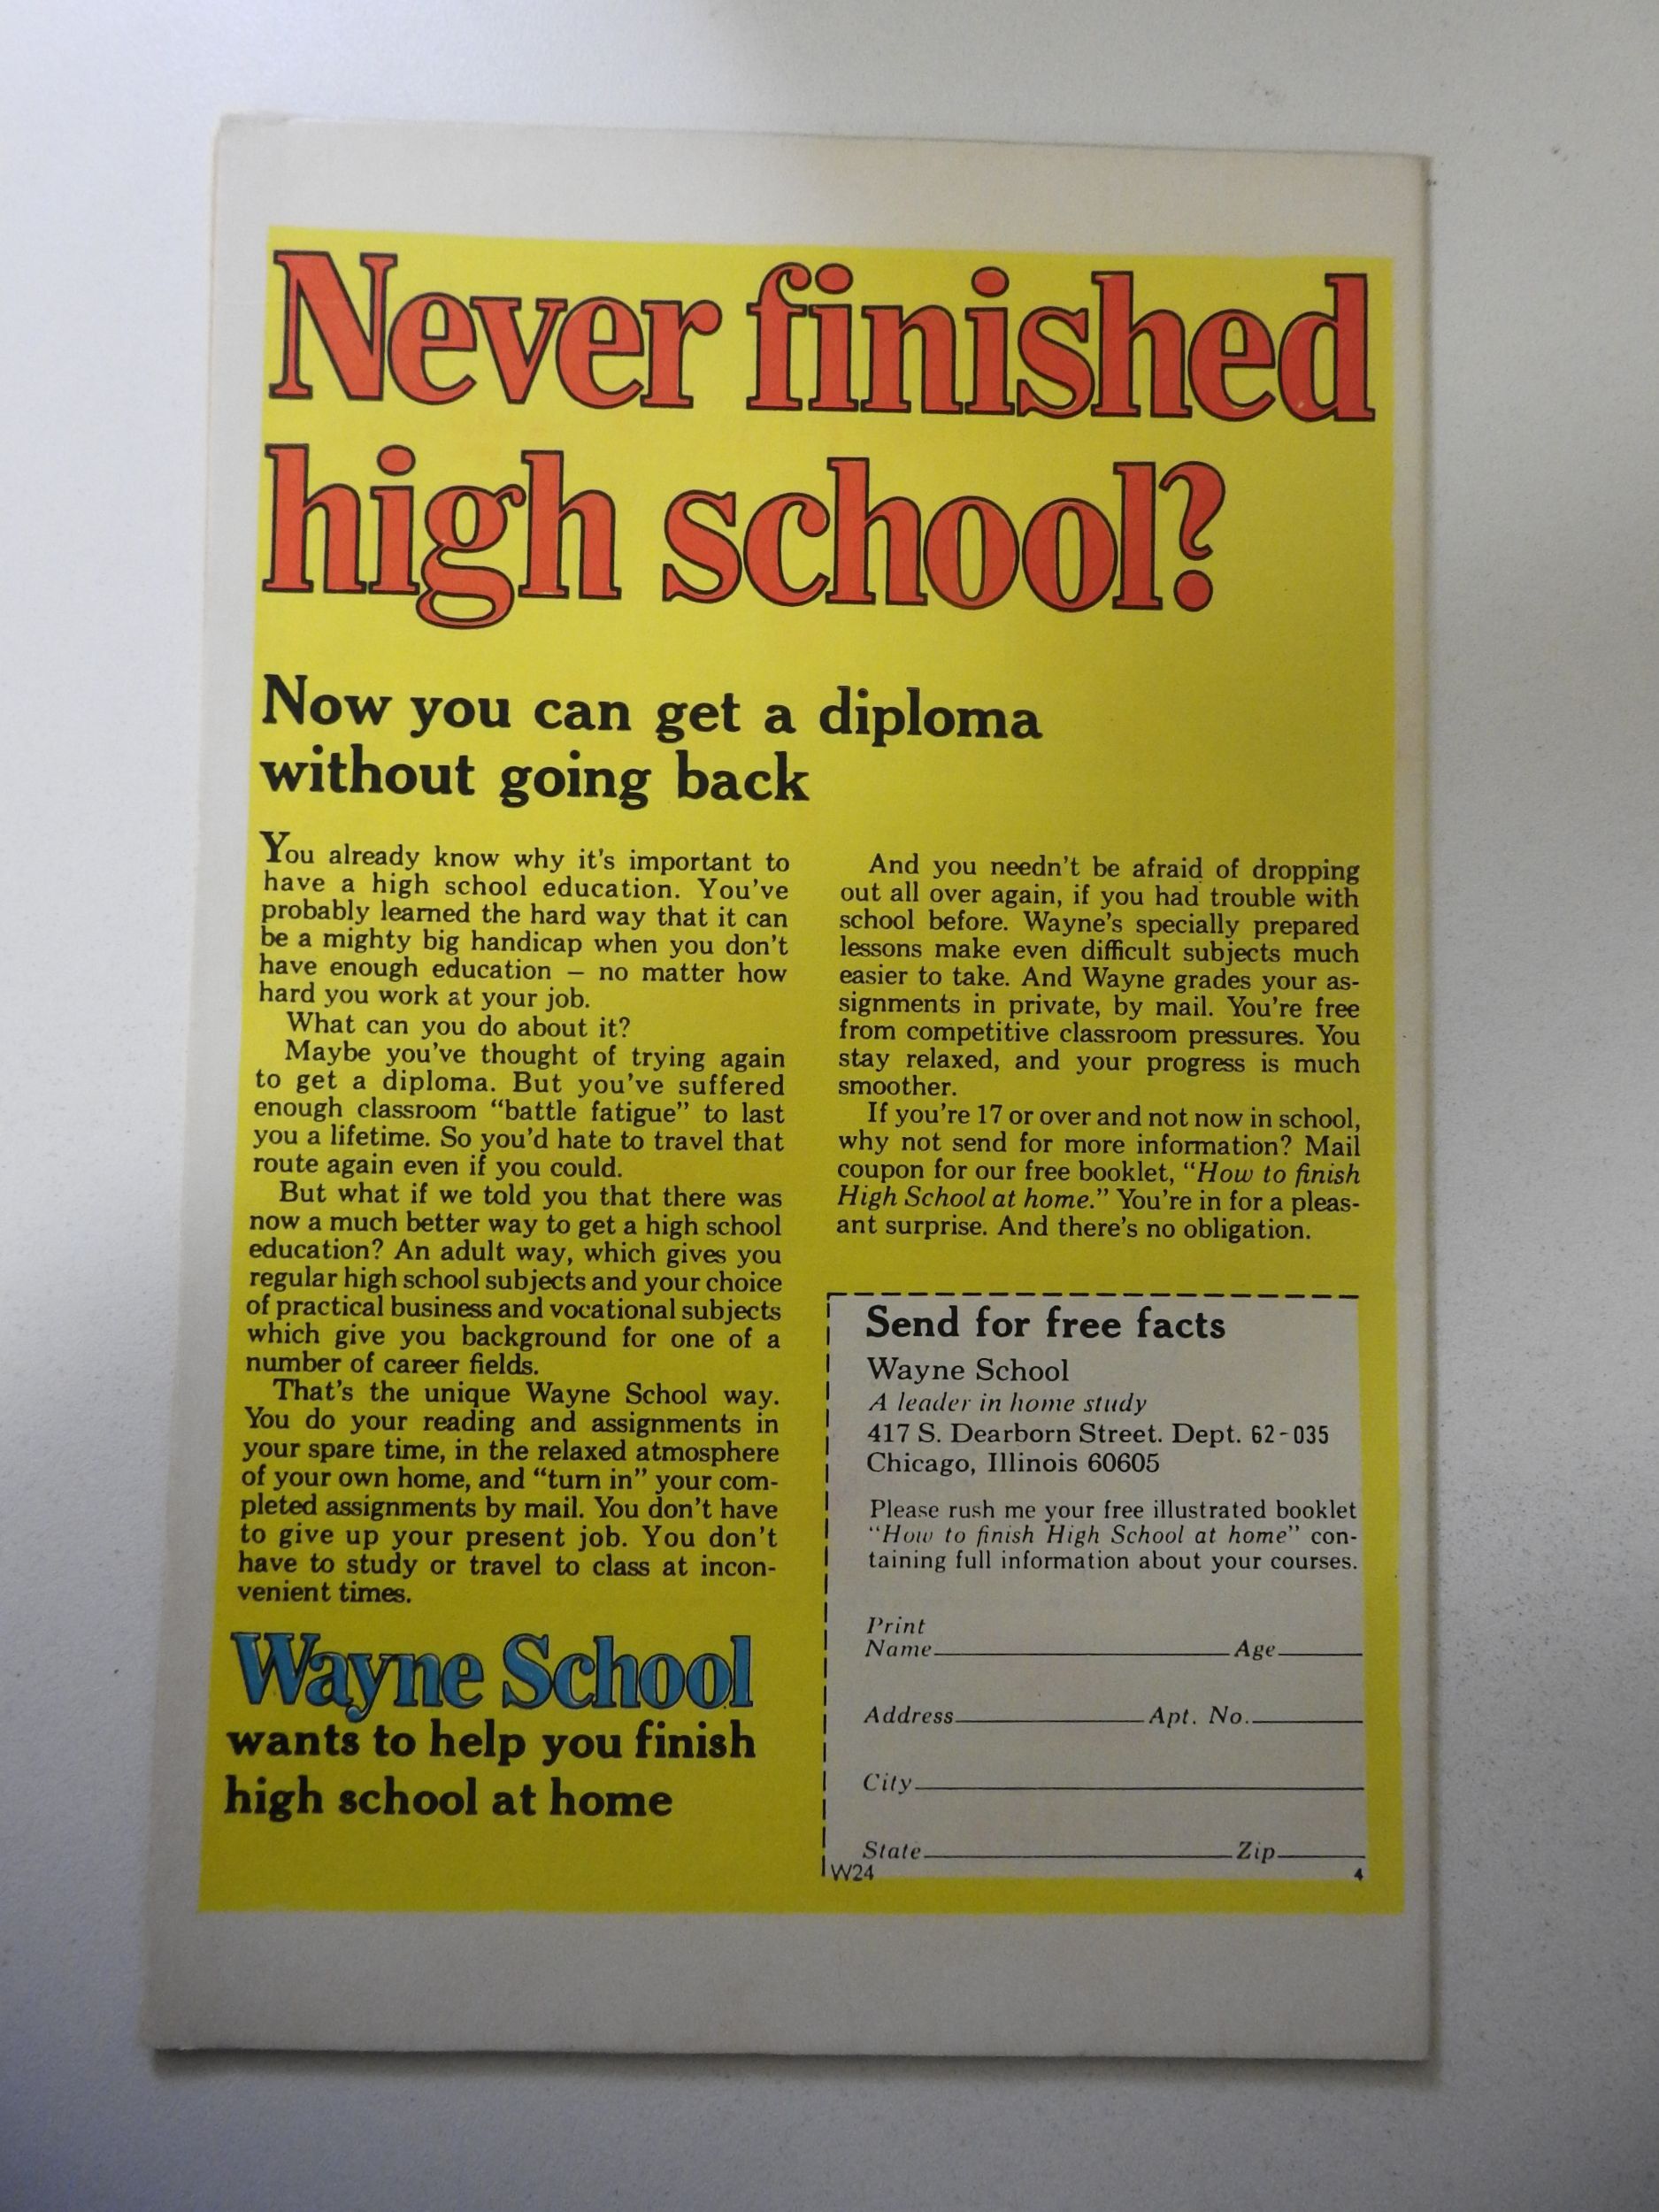 Never finished
high school?
Now you can get a diploma
without going back
You already know why it's important to
have a high school education. You've
probably learned the hard way that it can
be a mighty big handicap when you don't
have enough education – no matter how
hard you work at your job.
What can you do about it?
Maybe you've thought of trying again
to get a diploma. But you've suffered
enough classroom "battle fatigue" to last
you a lifetime. So you'd hate to travel that
route again even if you could.
But what if we told you that there was
now a much better way to get a high school
education? An adult way, which gives you
regular high school subjects and your choice
of practical business and vocational subjects
which give you background for one of a
number of career fields.
That's the unique Wayne School way.
You do your reading and assignments in
your spare time, in the relaxed atmosphere
of your own home, and "turn in" your com-
pleted assignments by mail. You don't have
to give up your present job. You don't
have to study or travel to class at incon-
venient times.
Wayne School
wants to help you finish
high school at home
And you needn't be afraid of dropping
out all over again, if you had trouble with
school before. Wayne's specially prepared
lessons make even difficult subjects much
easier to take. And Wayne grades your as-
signments in private, by mail. You're free
from competitive classroom pressures. You
stay relaxed, and your progress is much
smoother.
If you're 17 or over and not now in school,
why not send for more information? Mail
coupon for our free booklet, "How to finish
High School at home." You're in for a pleas-
ant surprise. And there's no obligation.
Send for free facts
Wayne School
A leader in home study
417 S. Dearborn Street. Dept. 62-035
Chicago, Illinois 60605
Please rush me your free illustrated booklet
"How to finish High School at home" con-
taining full information about your courses.
Print
Name Age
Address Apt. No.
City
State Zip
W24 4